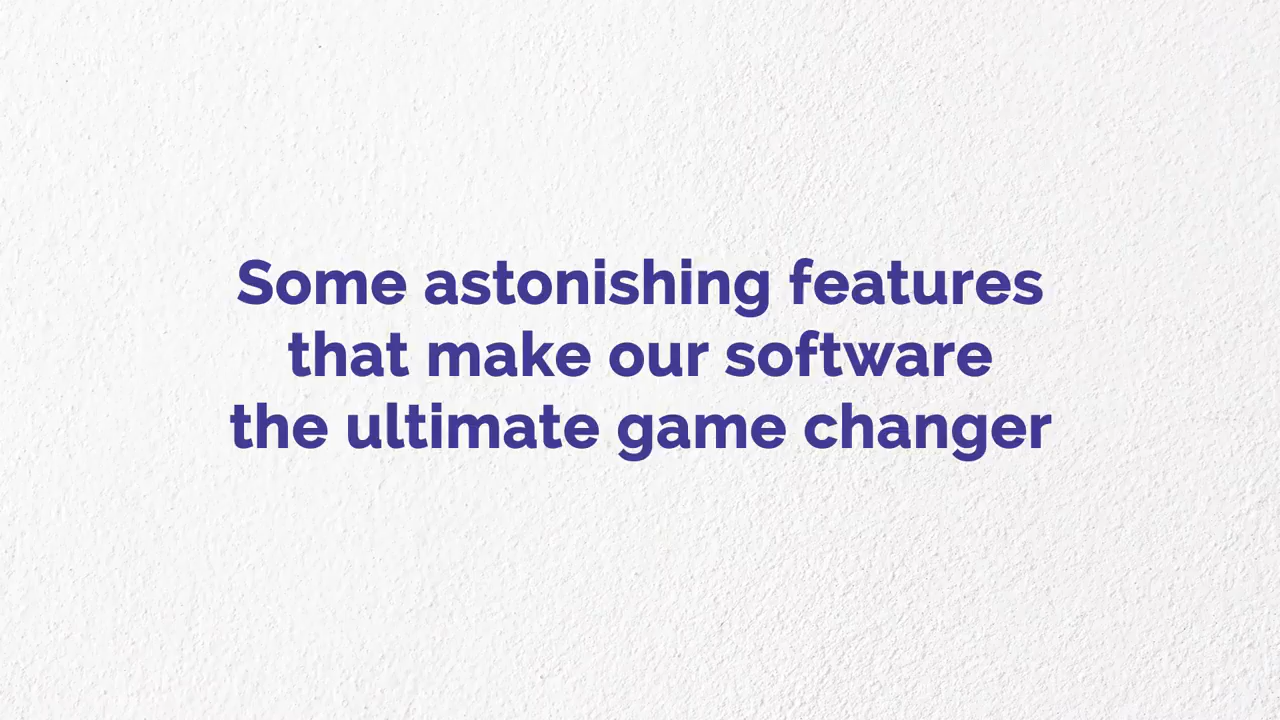 Some astonishing features
that make our software
the ultimate game changer